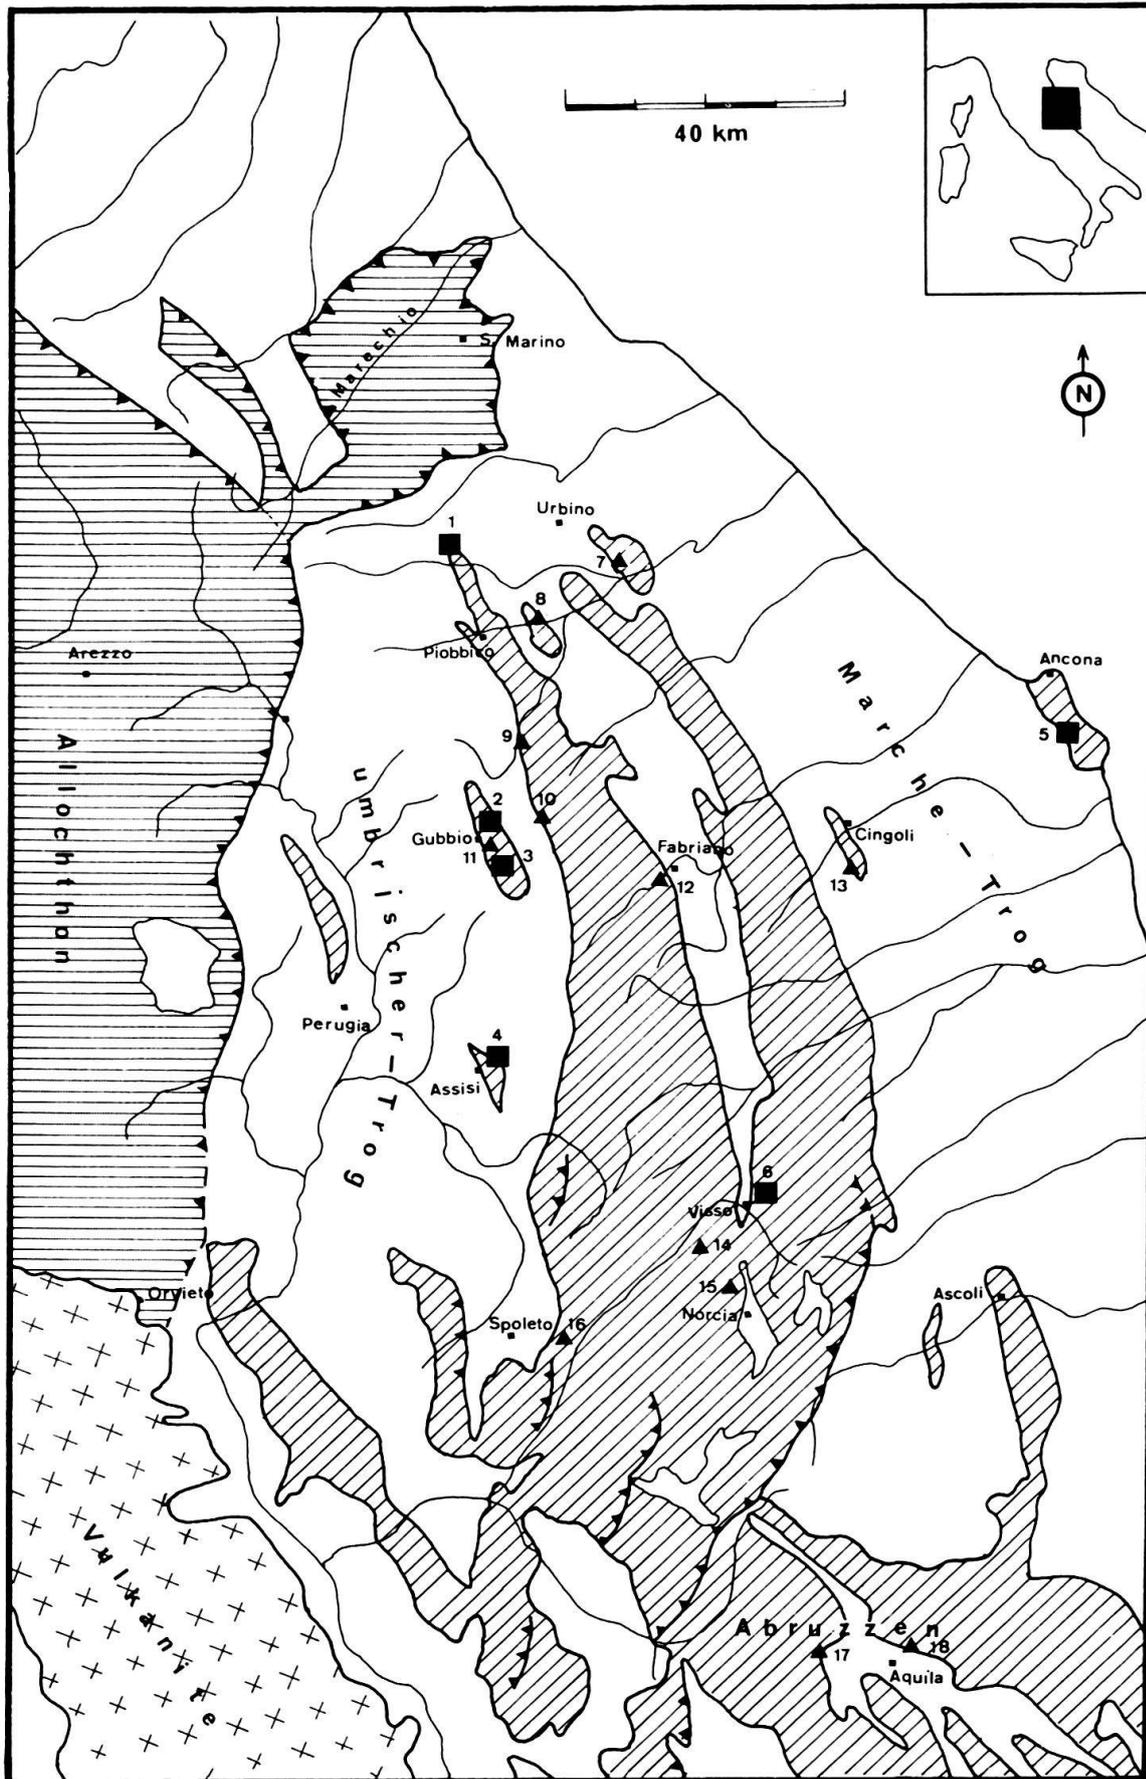 40 km
N
S. Marino
Marechio
1
Urbino
7
8
Piobbico
Arezzo
Ancona
5
Marche—Trog
Allochthan
umbrischer—Trog
9
10
2
Gubbio
11
3
Cingoli
13
Fabriano
12
Perugia
4
Assisi
6
Visso
14
15
Norcia
Orvieto
Spoleto
16
Ascoli
Vulkanite
Abruzzen
17
18
Aquila